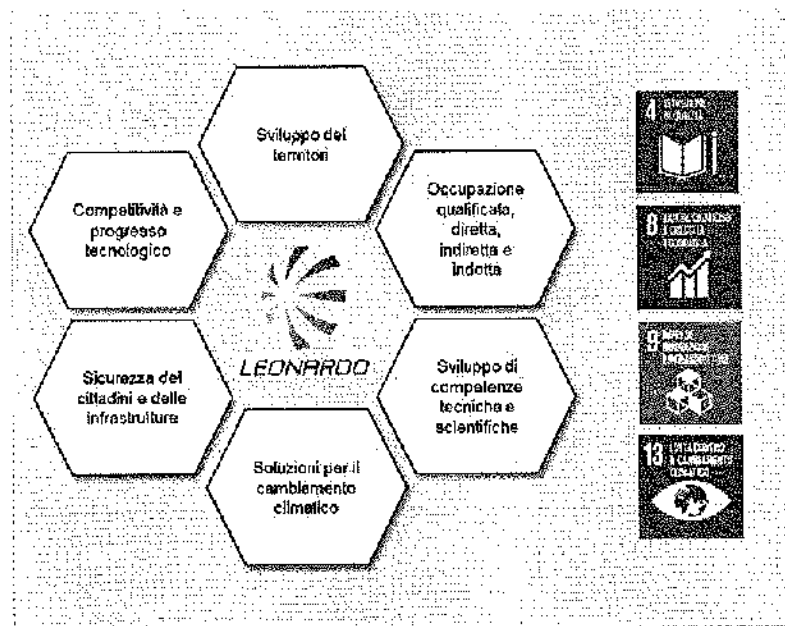 Sviluppo dei
territori
Competitività e
progresso
tecnologico
Occupazione
qualificata,
diretta,
indiretta e
indotta
LEONARDO
Sicurezza dei
cittadini e delle
infrastrutture
Sviluppo di
competenze
tecniche e
scientifiche
Soluzioni per il
cambiamento
climatico
4
8
9
13